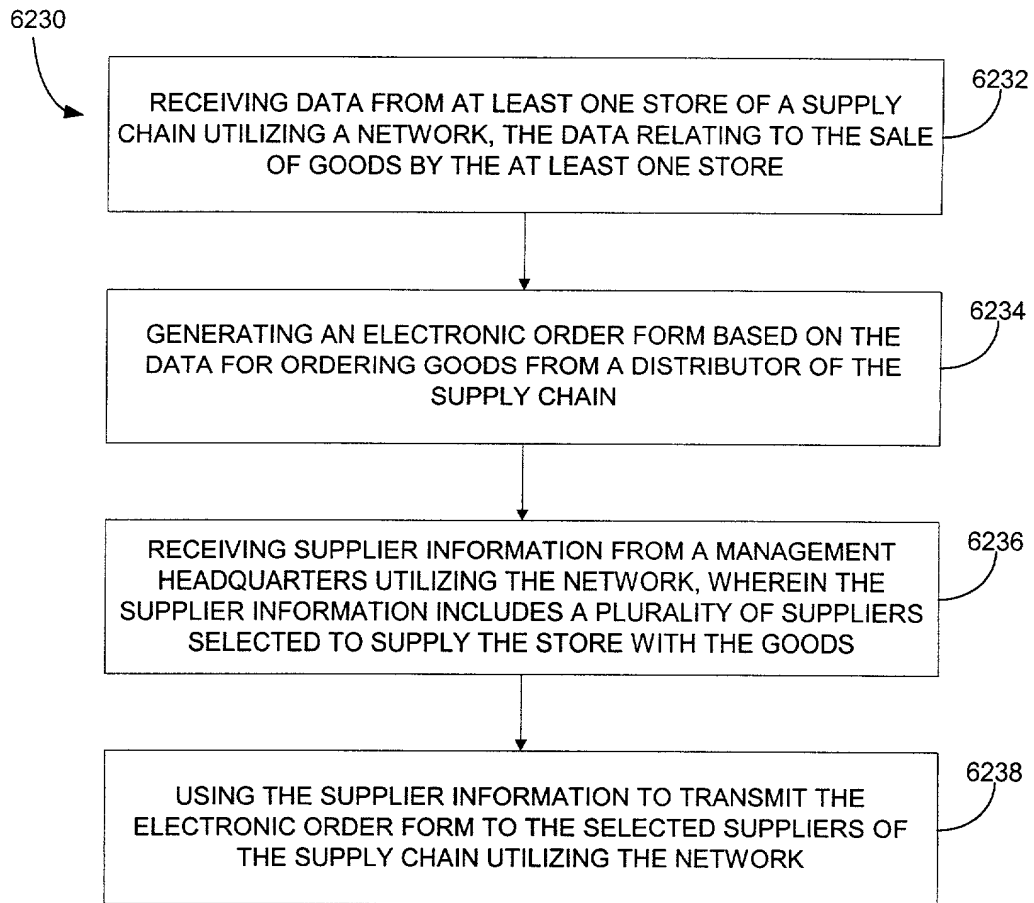 6230
6232
RECEIVING DATA FROM AT LEAST ONE STORE OF A SUPPLY
CHAIN UTILIZING A NETWORK, THE DATA RELATING TO THE SALE
OF GOODS BY THE AT LEAST ONE STORE
6234
GENERATING AN ELECTRONIC ORDER FORM BASED ON THE
DATA FOR ORDERING GOODS FROM A DISTRIBUTOR OF THE
SUPPLY CHAIN
6236
RECEIVING SUPPLIER INFORMATION FROM A MANAGEMENT
HEADQUARTERS UTILIZING THE NETWORK, WHEREIN THE
SUPPLIER INFORMATION INCLUDES A PLURALITY OF SUPPLIERS
SELECTED TO SUPPLY THE STORE WITH THE GOODS
6238
USING THE SUPPLIER INFORMATION TO TRANSMIT THE
ELECTRONIC ORDER FORM TO THE SELECTED SUPPLIERS OF
THE SUPPLY CHAIN UTILIZING THE NETWORK